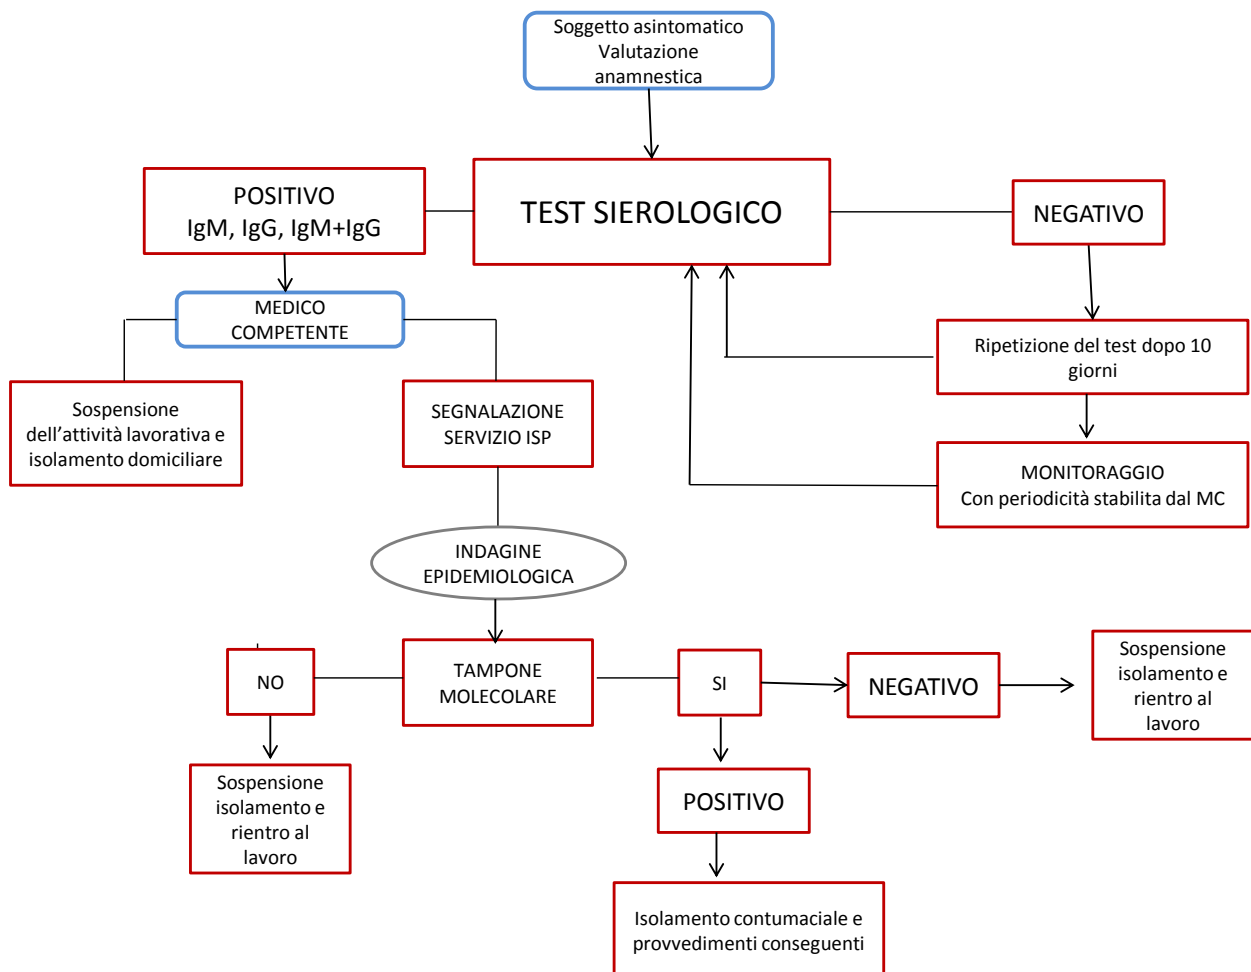 Soggetto asintomatico
Valutazione
anamnestica
POSITIVO
IgM, IgG, IgM+IgG
TEST SIEROLOGICO
NEGATIVO
MEDICO
COMPETENTE
Ripetizione del test dopo 10
giorni
Sospensione
dell’attività lavorativa e
isolamento domiciliare
SEGNALAZIONE
SERVIZIO ISP
MONITORAGGIO
Con periodicità stabilita dal MC
INDAGINE
EPIDEMIOLOGICA
NO
TAMPONE
MOLECOLARE
SI
NEGATIVO
Sospensione
isolamento e
rientro al
lavoro
Sospensione
isolamento e
rientro al
lavoro
POSITIVO
Isolamento contumaciale e
provvedimenti conseguenti